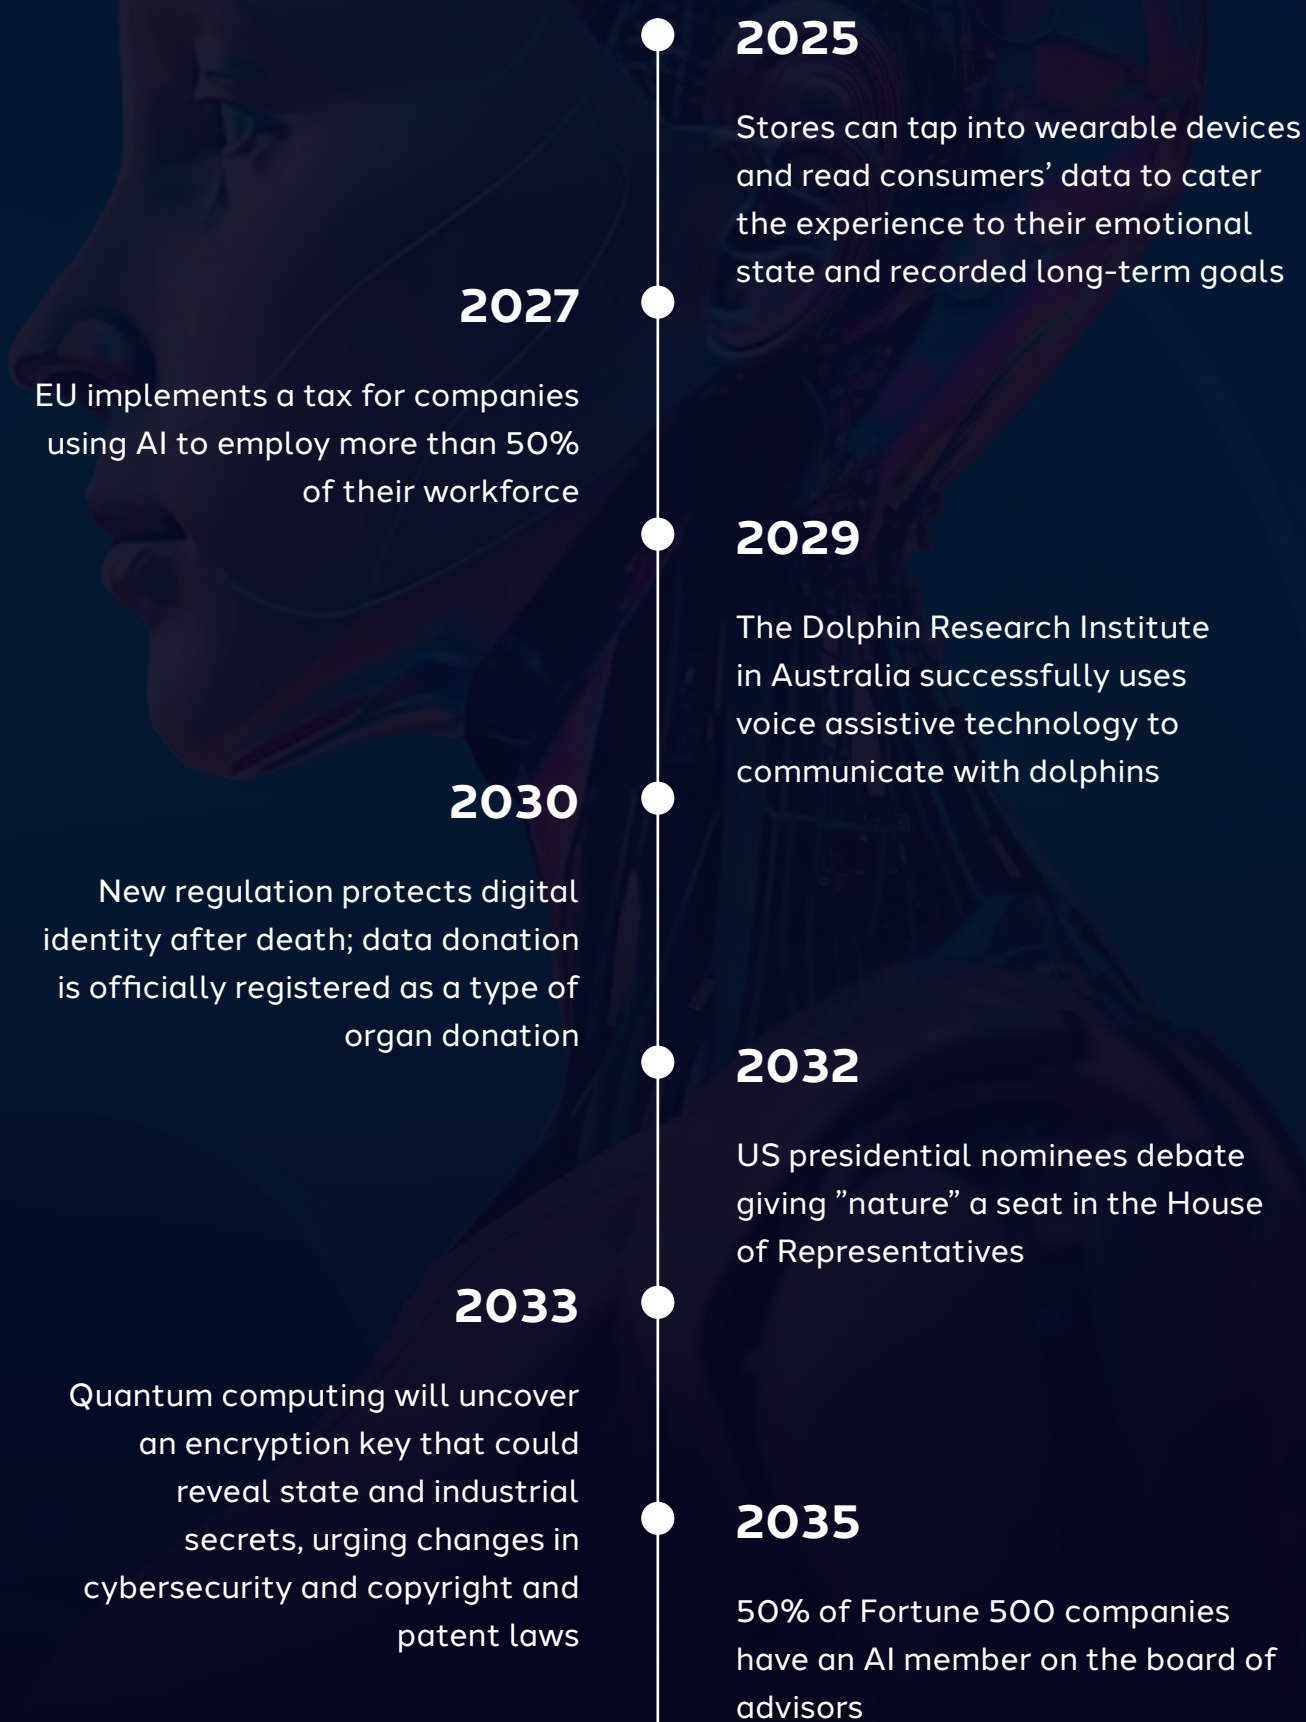 2025
Stores can tap into wearable devices
and read consumers’ data to cater
the experience to their emotional
state and recorded long-term goals
2027
EU implements a tax for companies
using AI to employ more than 50%
of their workforce
2029
The Dolphin Research Institute
in Australia successfully uses
voice assistive technology to
communicate with dolphins
2030
New regulation protects digital
identity after death; data donation
is officially registered as a type of
organ donation
2032
US presidential nominees debate
giving ”nature” a seat in the House
of Representatives
2033
Quantum computing will uncover
an encryption key that could
reveal state and industrial
secrets, urging changes in
cybersecurity and copyright and
patent laws
2035
50% of Fortune 500 companies
have an AI member on the board of
advisors